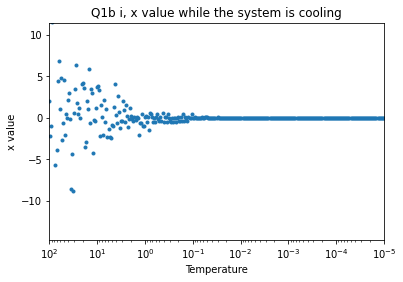 Q1b i, x value while the system is cooling
10
5
0
−5
−10
x value
10² 10¹ 10⁰ 10⁻¹ 10⁻² 10⁻³ 10⁻⁴ 10⁻⁵
Temperature